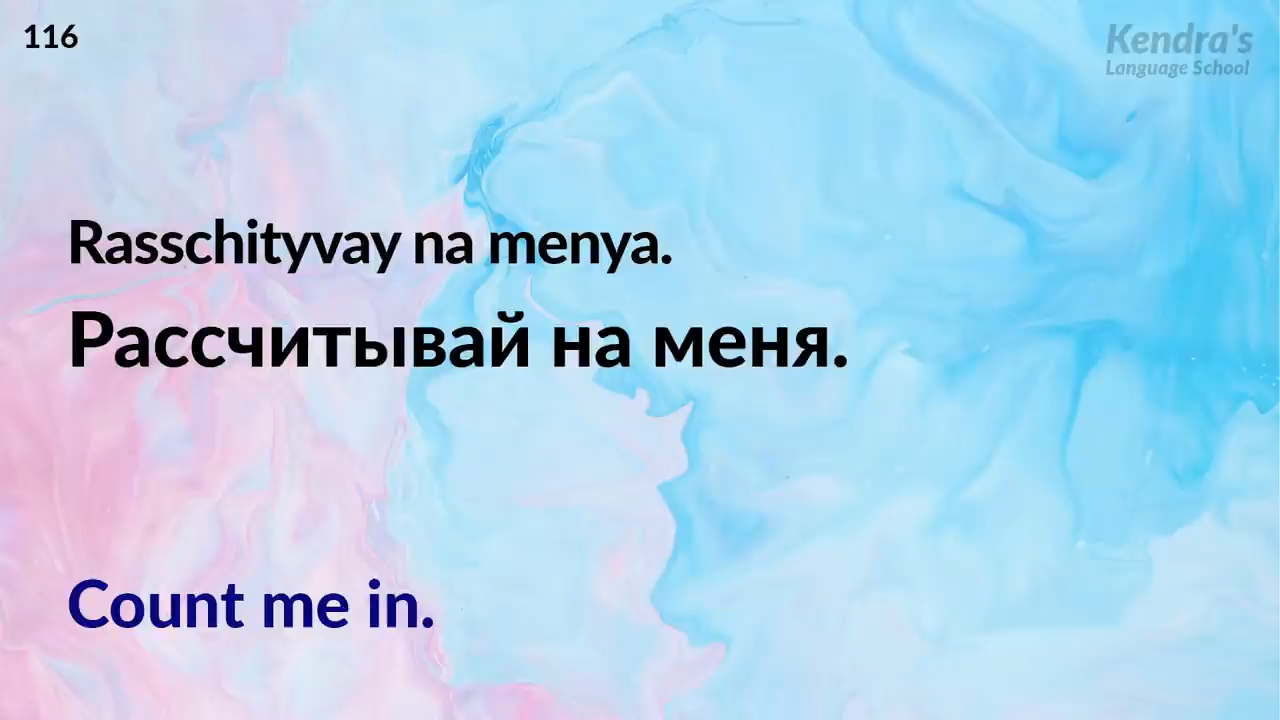 116
Kendra's
Language School
Rasschityvay na menya.
Рассчитывай на меня.
Count me in.